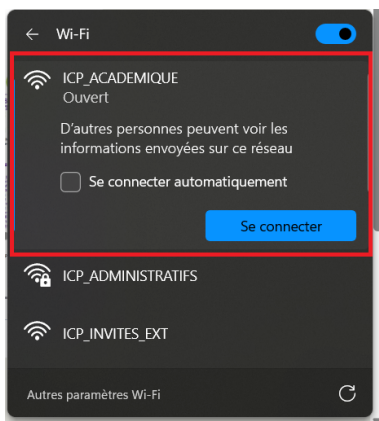 Wi-Fi
ICP_ACADEMIQUE
Ouvert
D'autres personnes peuvent voir les
informations envoyées sur ce réseau
Se connecter automatiquement
Se connecter
ICP_ADMINISTRATIFS
ICP_INVITES_EXT
Autres paramètres Wi-Fi